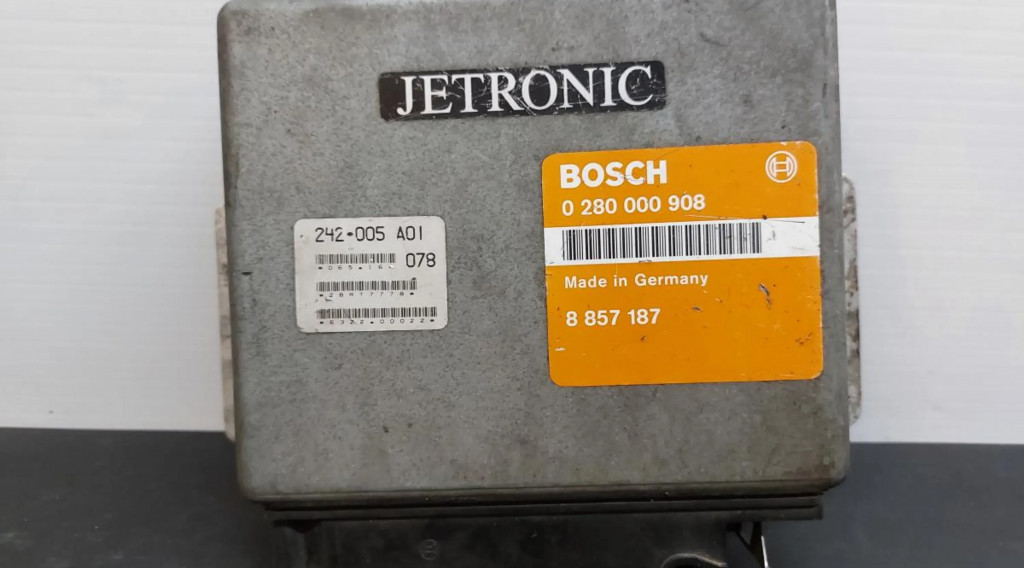 JETRONIC
BOSCH
0 280 000 908
Made in Germany
8 857 187
242-005 A01
078